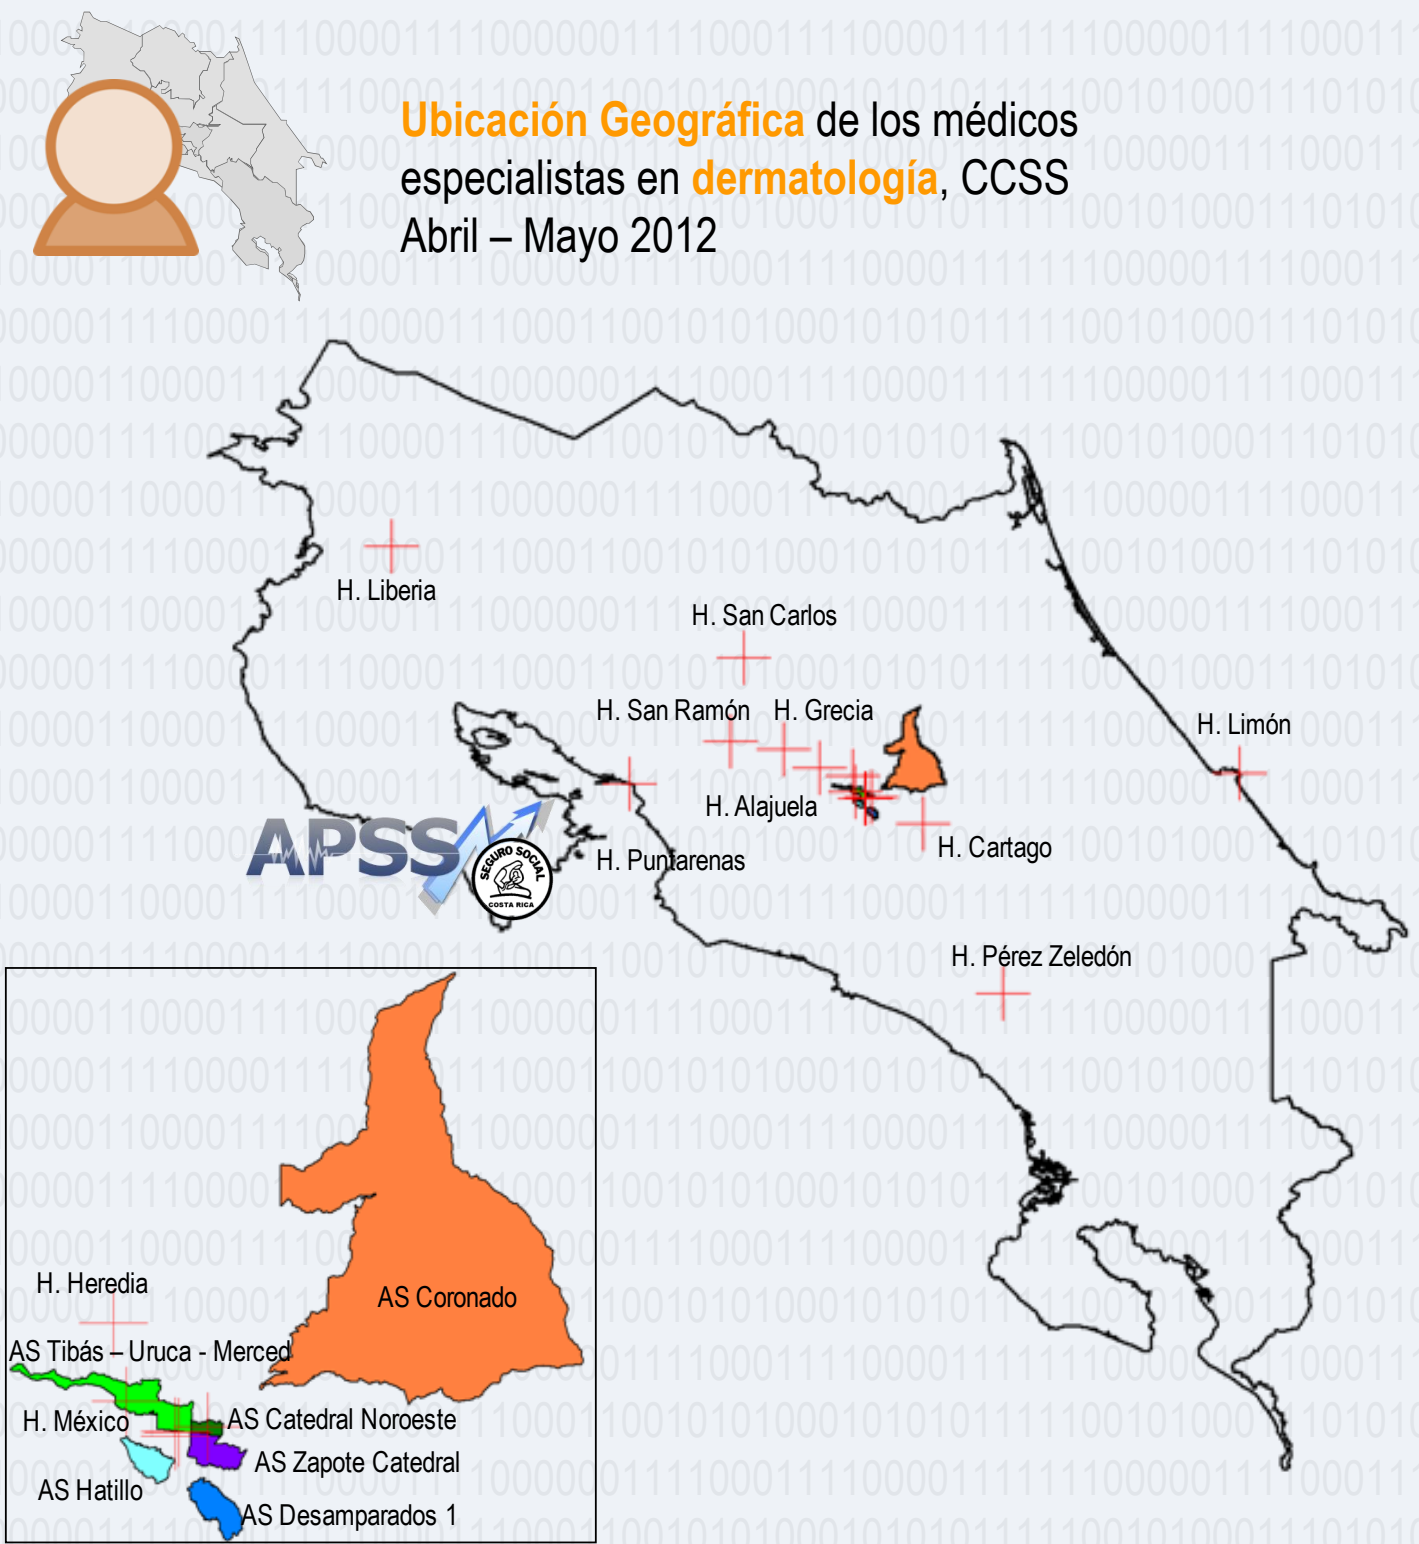 Ubicación Geográfica de los médicos
especialistas en dermatología, CCSS
Abril – Mayo 2012
H. Liberia
H. San Carlos
H. San Ramón
H. Grecia
H. Limón
H. Alajuela
H. Cartago
H. Puntarenas
APSS
SEGURO SOCIAL
COSTA RICA
H. Pérez Zeledón
AS Coronado
H. Heredia
AS Tibás – Uruca - Merced
H. México
AS Catedral Noroeste
AS Zapote Catedral
AS Hatillo
AS Desamparados 1